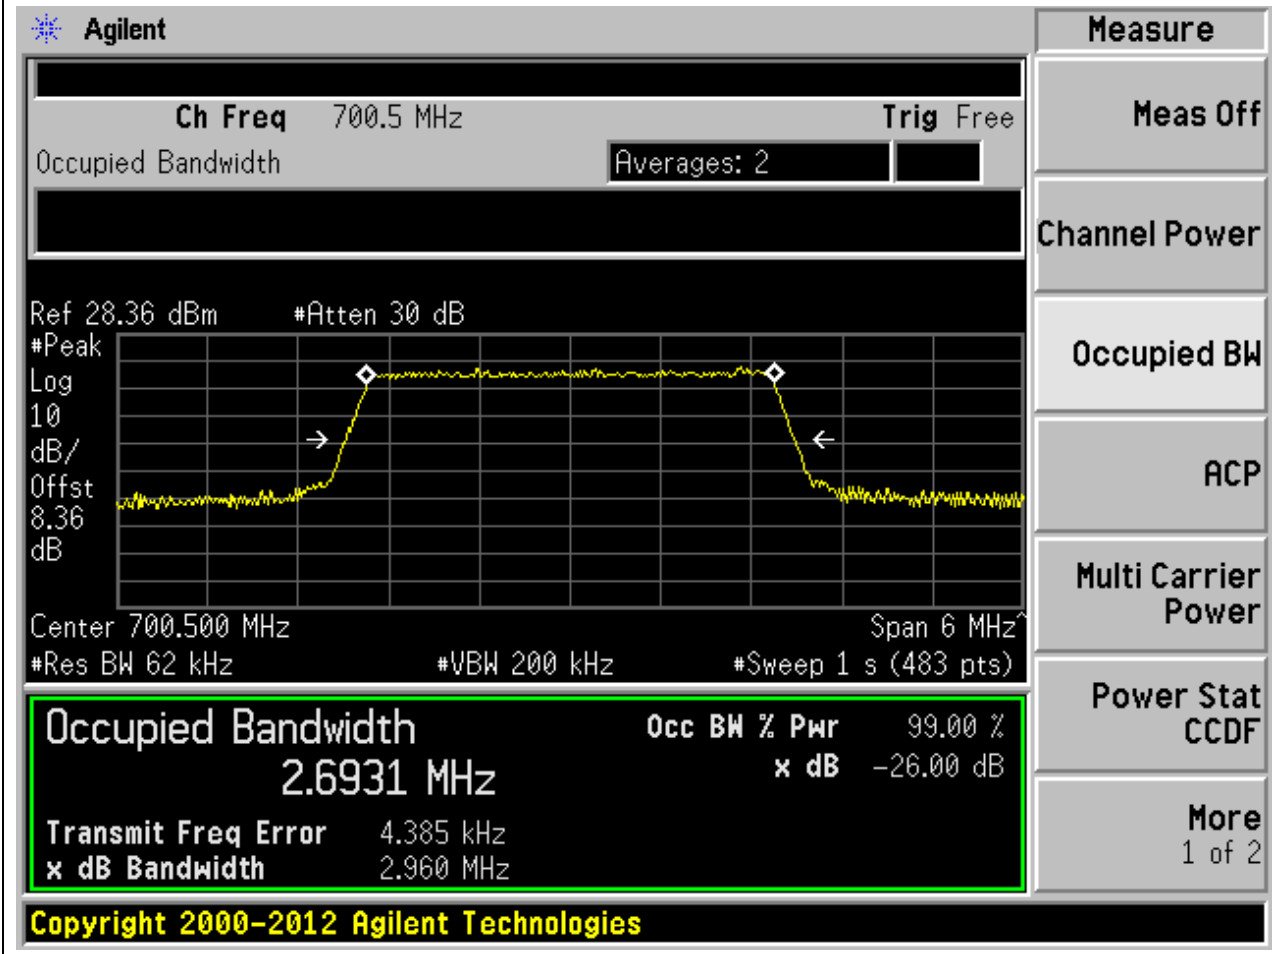 Agilent
Measure
Ch Freq 700.5 MHz Trig Free
Occupied Bandwidth Averages: 2
Ref 28.36 dBm #Atten 30 dB
#Peak
Log
10
dB/
Offst
8.36
dB
Center 700.500 MHz Span 6 MHz^
#Res BW 62 kHz #VBW 200 kHz #Sweep 1 s (483 pts)
Occupied Bandwidth Occ BW % Pwr 99.00 %
2.6931 MHz x dB -26.00 dB
Transmit Freq Error 4.385 kHz
x dB Bandwidth 2.960 MHz
Copyright 2000-2012 Agilent Technologies
Meas Off
Channel Power
Occupied BW
ACP
Multi Carrier
Power
Power Stat
CCDF
More
1 of 2